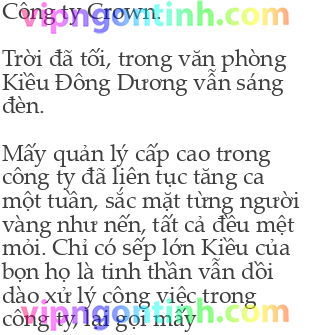 Công ty Crown.
vipngontinh.com
Trời đã tối, trong văn phòng
Kiều Đông Dương vẫn sáng
đèn.
Mấy quản lý cấp cao trong
công ty đã liên tục tăng ca
một tuần, sắc mặt từng người
vàng như nến, tất cả đều mệt
mỏi. Chỉ có sếp lớn Kiều của
bọn họ là tinh thần vẫn dồi
dào xử lý công việc trong
công ty, lại gọi mấy
vipngontinh.com